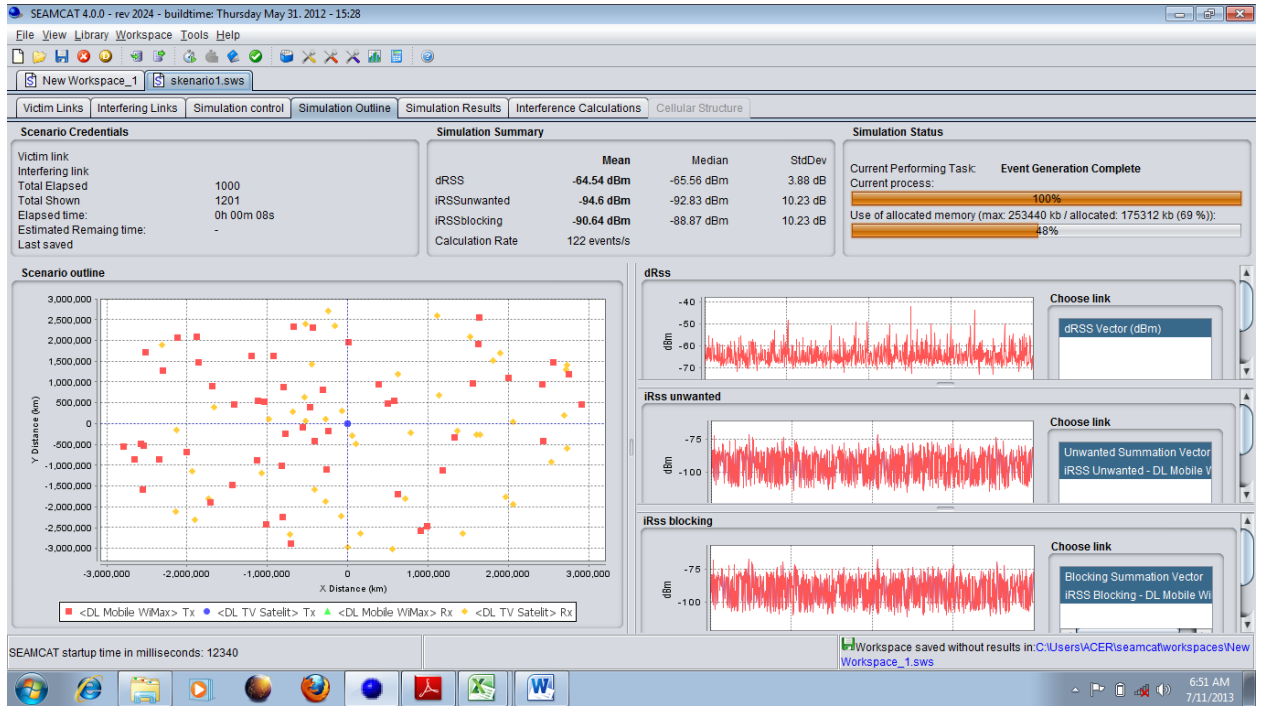 SEAMCAT 4.0.0 - rev 2024 - buildtime: Thursday May 31. 2012 - 15:28
File View Library Workspace Tools Help
New Workspace_1 skenario1.sws
Victim Links Interfering Links Simulation control Simulation Outline Simulation Results Interference Calculations Cellular Structure
Scenario Credentials
Victim link
Interfering link
Total Elapsed 1000
Total Shown 1201
Elapsed time: 0h 00m 08s
Estimated Remaing time: -
Last saved
Simulation Summary
Mean Median StdDev
dRSS -64.54 dBm -65.56 dBm 3.88 dB
iRSSunwanted -94.6 dBm -92.83 dBm 10.23 dB
iRSSblocking -90.64 dBm -88.87 dBm 10.23 dB
Calculation Rate 122 events/s
Simulation Status
Current Performing Task: Event Generation Complete
Current process:
100%
Use of allocated memory (max: 253440 kb / allocated: 175312 kb (69 %)):
48%
Scenario outline
3,000,000
2,500,000
2,000,000
1,500,000
1,000,000
500,000
0
-500,000
-1,000,000
-1,500,000
-2,000,000
-2,500,000
-3,000,000
Y Distance (km)
-3,000,000 -2,000,000 -1,000,000 0 1,000,000 2,000,000 3,000,000
X Distance (km)
<DL Mobile WiMax> Tx <DL TV Satelit> Tx <DL Mobile WiMax> Rx <DL TV Satelit> Rx
dRss
-40
-50
-60
-70
dBm
Choose link
dRSS Vector (dBm)
iRss unwanted
-75
-100
dBm
Choose link
Unwanted Summation Vector
iRSS Unwanted - DL Mobile W
iRss blocking
-75
-100
dBm
Choose link
Blocking Summation Vector
iRSS Blocking - DL Mobile Wi
SEAMCAT startup time in milliseconds: 12340
Workspace saved without results in:C:\Users\ACER\seamcat\workspaces\New
Workspace_1.sws
6:51 AM
7/11/2013